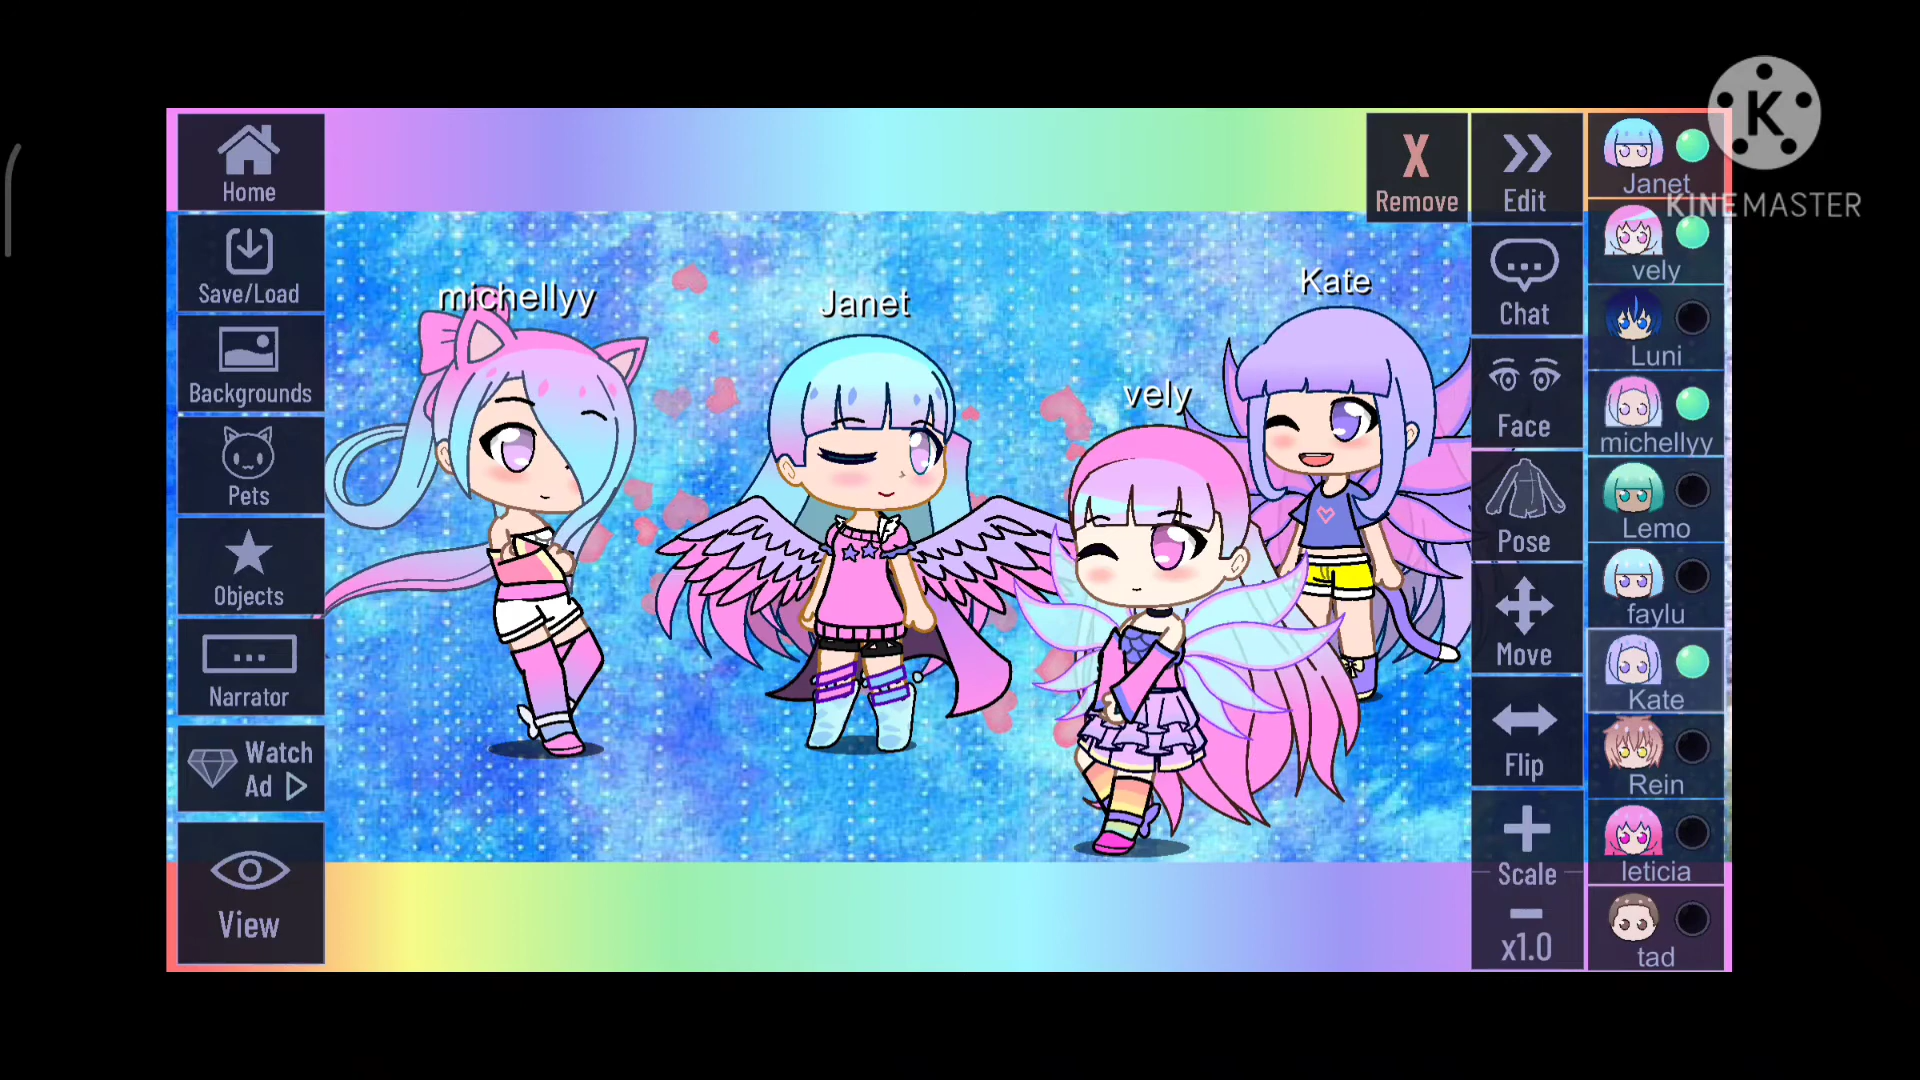 Home
Save/Load
Backgrounds
Pets
Objects
Narrator
Watch
Ad
View
michellyy
Janet
vely
Kate
X
Remove
Edit
Chat
Face
Pose
Move
Flip
Scale
x1.0
Janet
vely
Luni
michellyy
Lemo
faylu
Kate
Rein
leticia
tad
K
KINEMASTER